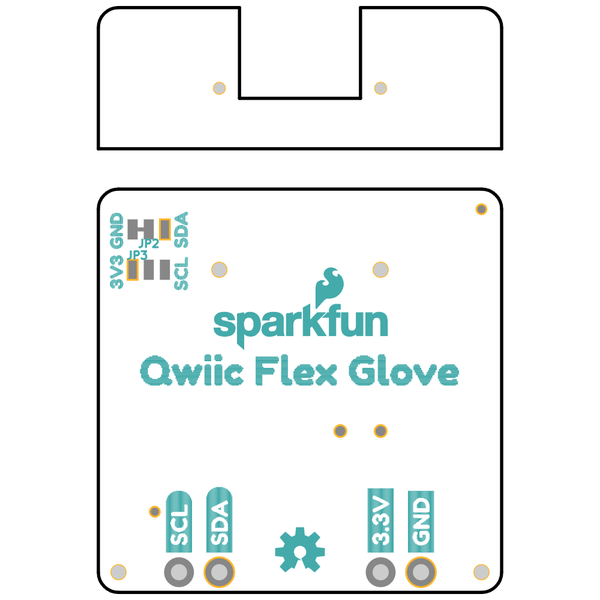 GND SDA
JP2
JP3
3V3 SCL
sparkfun
Qwiic Flex Glove
SCL SDA 3.3V GND